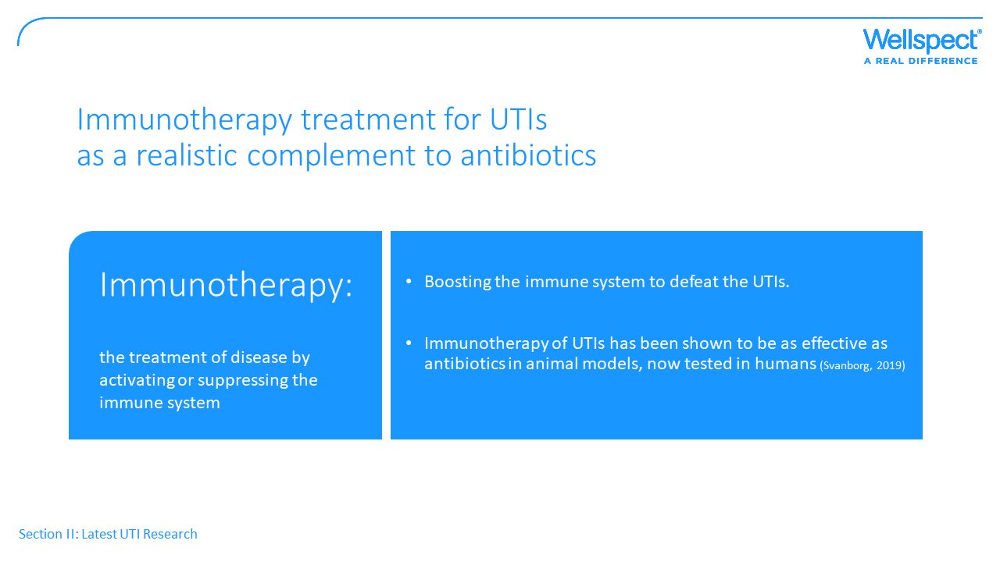 Wellspect®
A REAL DIFFERENCE
Immunotherapy treatment for UTIs
as a realistic complement to antibiotics
Immunotherapy:
the treatment of disease by
activating or suppressing the
immune system
• Boosting the immune system to defeat the UTIs.
• Immunotherapy of UTIs has been shown to be as effective as
antibiotics in animal models, now tested in humans (Svanborg, 2019)
Section II: Latest UTI Research